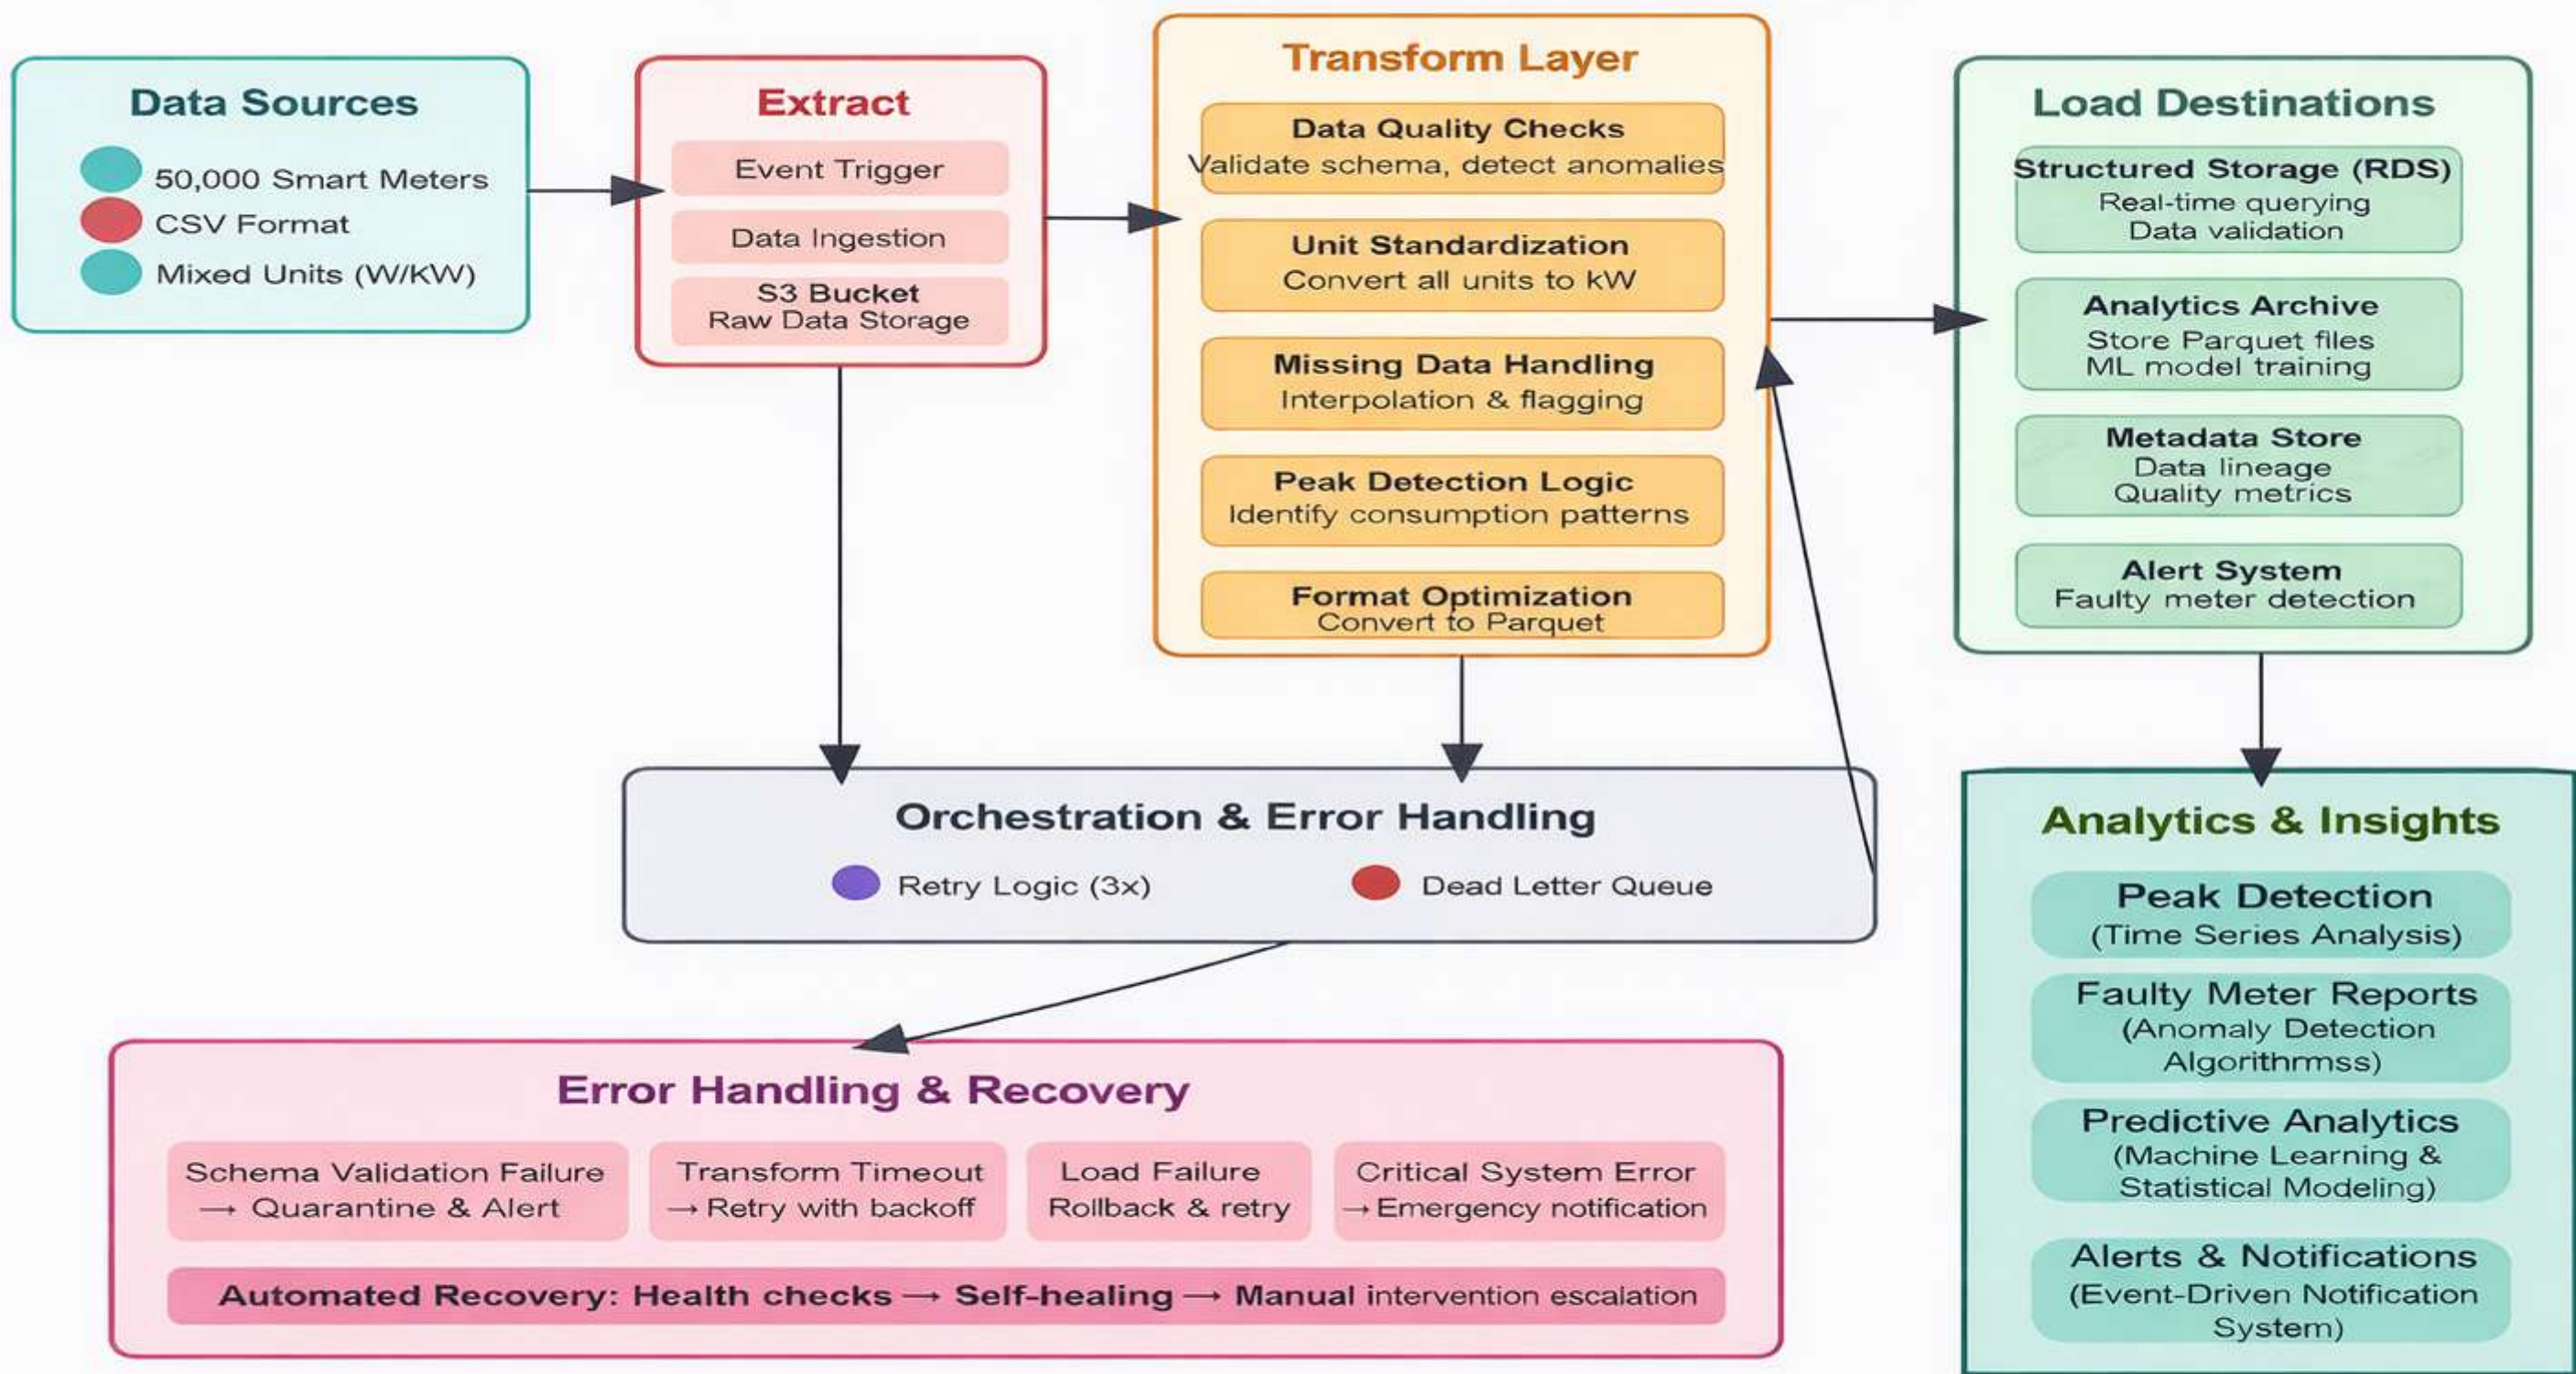 Data Sources
50,000 Smart Meters
CSV Format
Mixed Units (W/KW)
Extract
Event Trigger
Data Ingestion
S3 Bucket
Raw Data Storage
Transform Layer
Data Quality Checks
Validate schema, detect anomalies
Unit Standardization
Convert all units to kW
Missing Data Handling
Interpolation & flagging
Peak Detection Logic
Identify consumption patterns
Format Optimization
Convert to Parquet
Load Destinations
Structured Storage (RDS)
Real-time querying
Data validation
Analytics Archive
Store Parquet files
ML model training
Metadata Store
Data lineage
Quality metrics
Alert System
Faulty meter detection
Orchestration & Error Handling
Retry Logic (3x)
Dead Letter Queue
Analytics & Insights
Peak Detection
(Time Series Analysis)
Faulty Meter Reports
(Anomaly Detection
Algorithrmss)
Predictive Analytics
(Machine Learning &
Statistical Modeling)
Alerts & Notifications
(Event-Driven Notification
System)
Error Handling & Recovery
Schema Validation Failure
→ Quarantine & Alert
Transform Timeout
→ Retry with backoff
Load Failure
Rollback & retry
Critical System Error
→ Emergency notification
Automated Recovery: Health checks → Self-healing → Manual intervention escalation